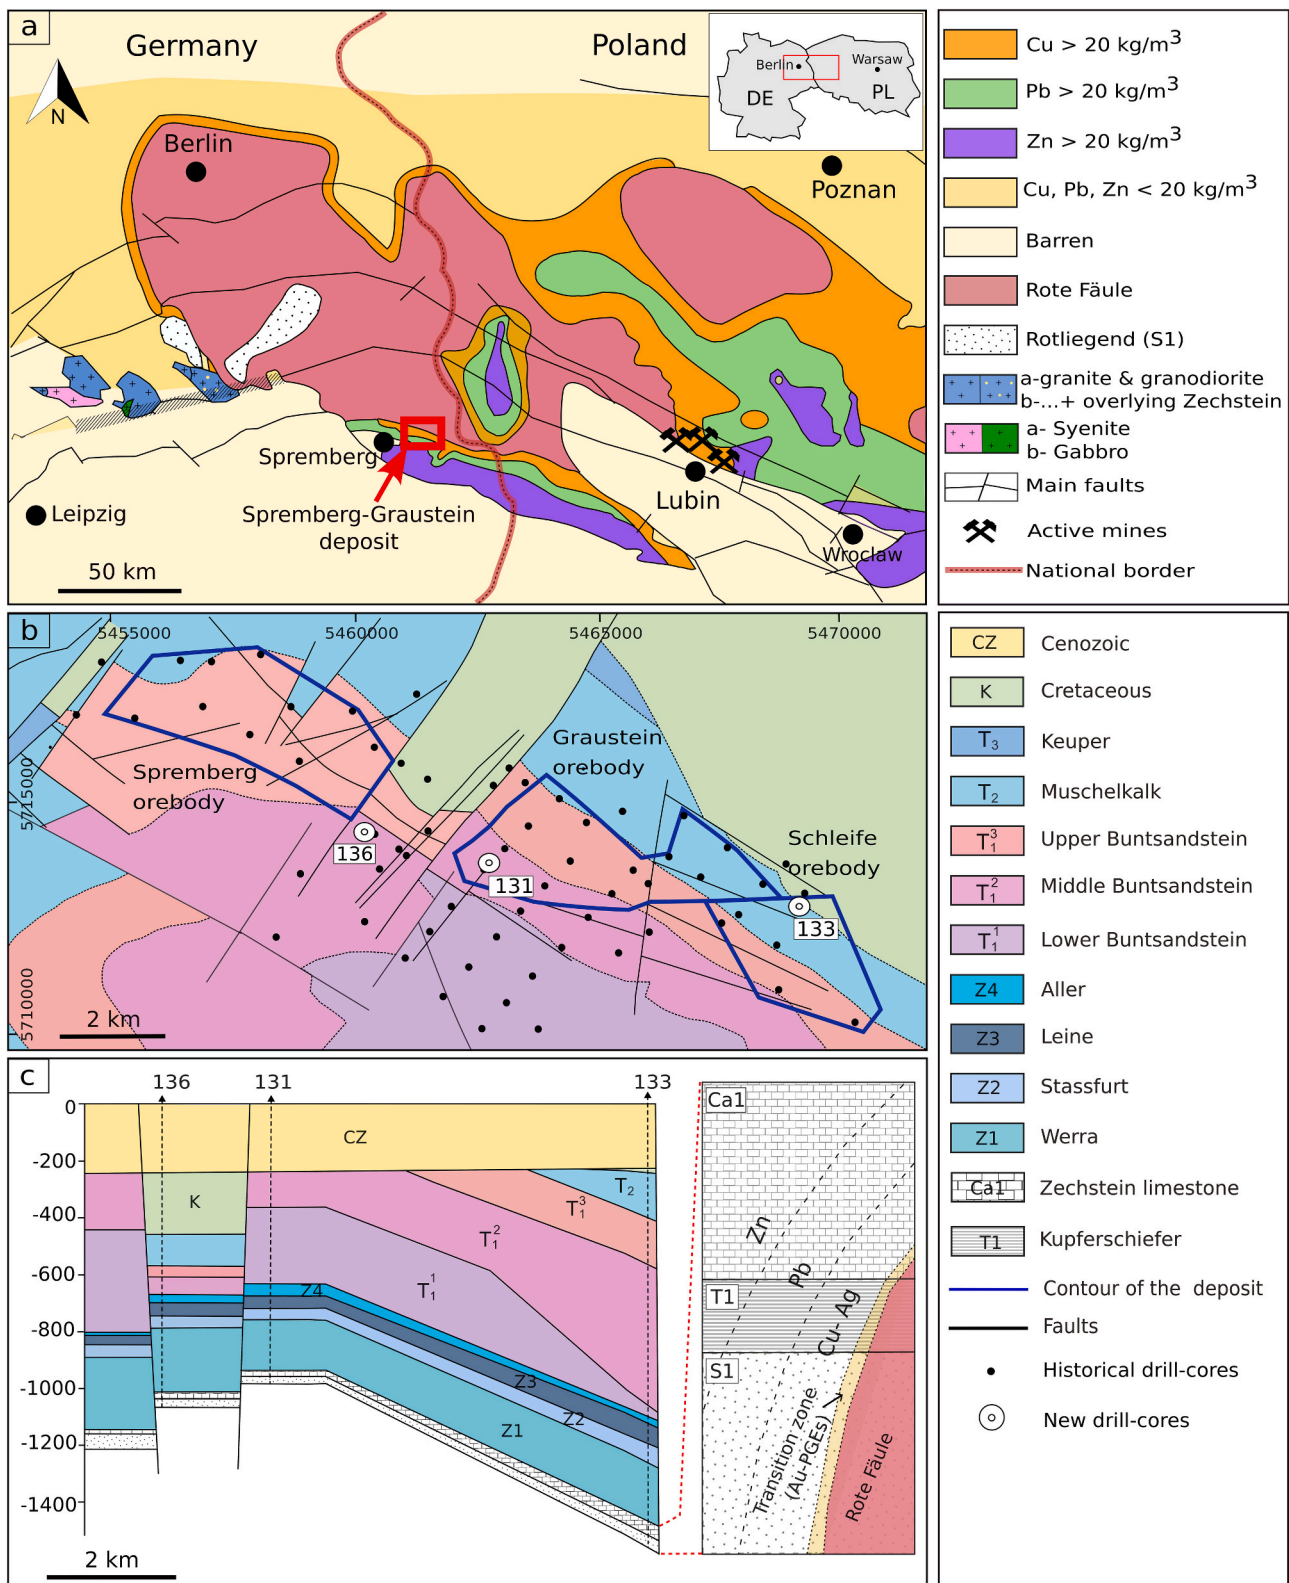 a
Germany
Poland
N
Berlin
Warsaw
DE
PL
Berlin
Poznan
Spremberg
Lubin
Leipzig
Spremberg-Graustein
deposit
Wroclaw
50 km
Cu > 20 kg/m³
Pb > 20 kg/m³
Zn > 20 kg/m³
Cu, Pb, Zn < 20 kg/m³
Barren
Rote Fäule
Rotliegend (S1)
a-granite & granodiorite
b-...+ overlying Zechstein
a- Syenite
b- Gabbro
Main faults
Active mines
National border
b
5455000
5460000
5465000
5470000
5715000
5710000
Graustein
orebody
Spremberg
orebody
Schleife
orebody
136
131
133
2 km
c
136
131
133
0
-200
-400
-600
-800
-1000
-1200
-1400
CZ
K
T₂
T₁³
T₁²
T₁¹
Z4
Z3
Z2
Z1
2 km
Ca1
T1
S1
Zn
Pb
Cu- Ag
Transition zone
(Au-PGEs)
Rote Fäule
CZ Cenozoic
K Cretaceous
T₃ Keuper
T₂ Muschelkalk
T₁³ Upper Buntsandstein
T₁² Middle Buntsandstein
T₁¹ Lower Buntsandstein
Z4 Aller
Z3 Leine
Z2 Stassfurt
Z1 Werra
Ca1 Zechstein limestone
T1 Kupferschiefer
Contour of the deposit
Faults
Historical drill-cores
New drill-cores